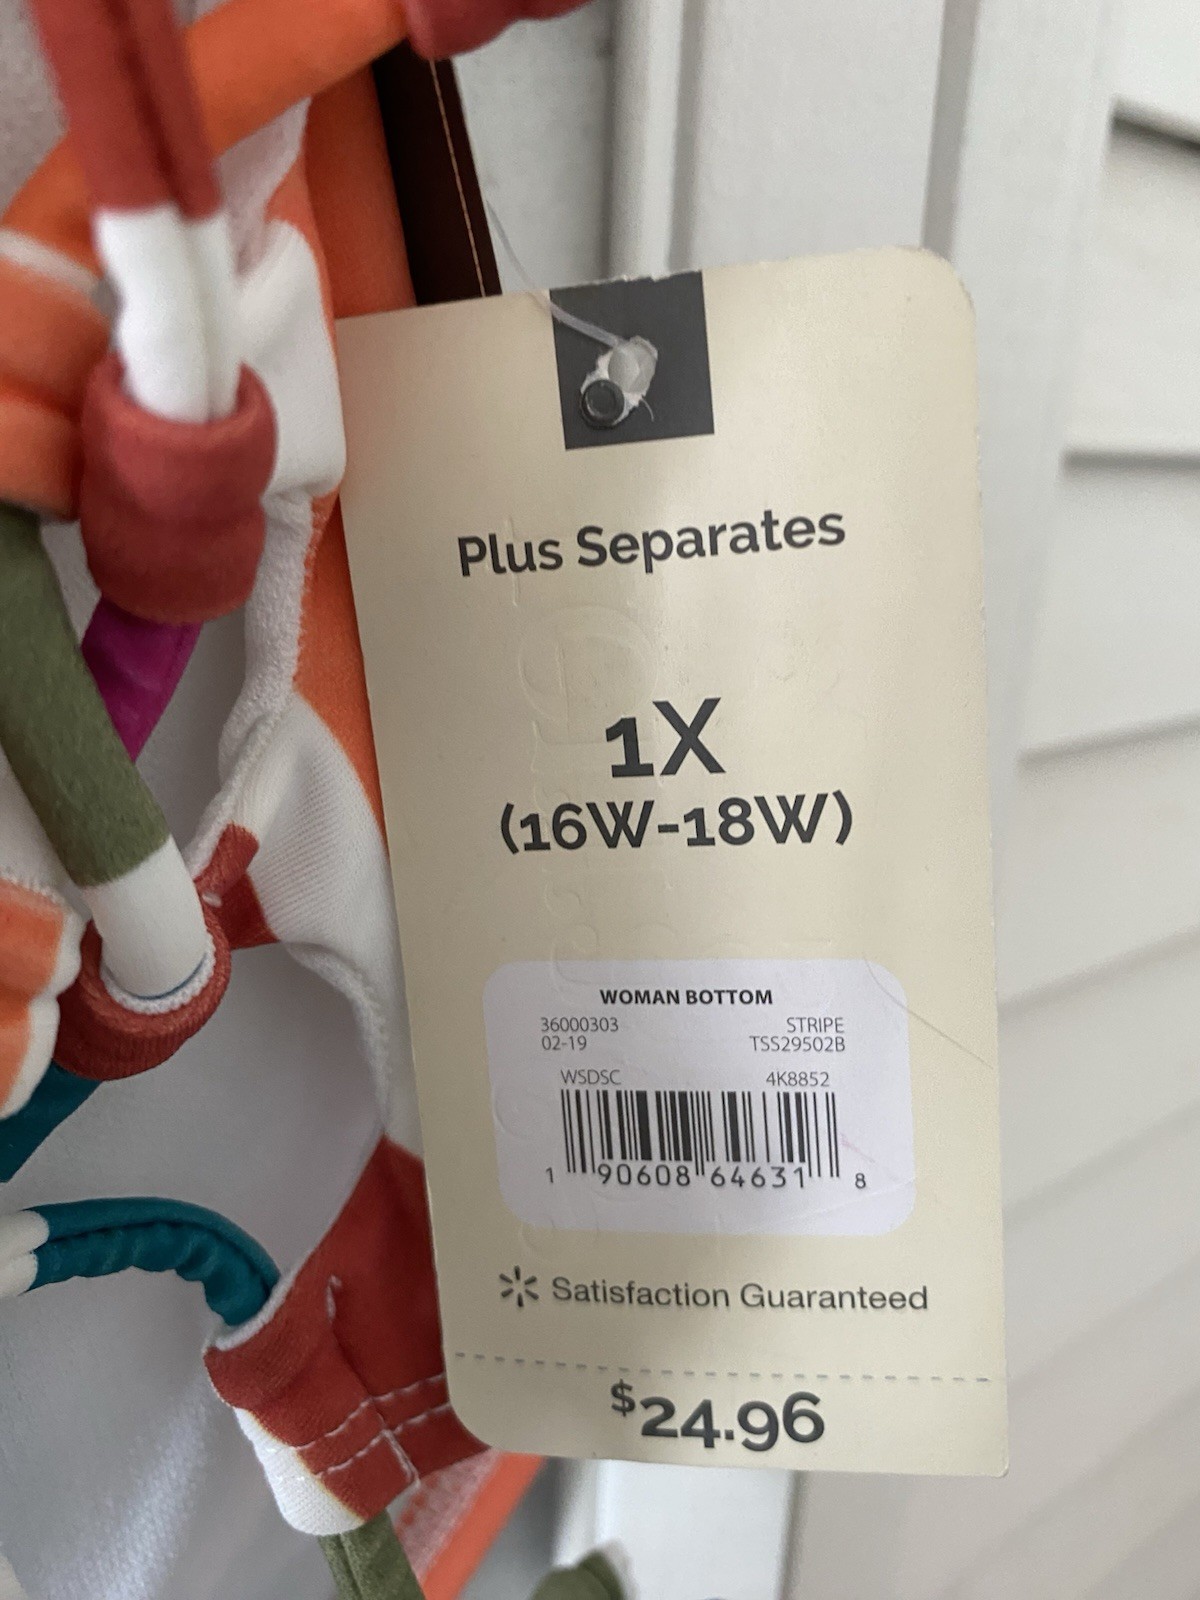 Plus Separates
1X
(16W-18W)
WOMAN BOTTOM
36000303 STRIPE
02-19 TSS29502B
WSDSC 4K8852
1 90608 64631 8
Satisfaction Guaranteed
$24.96